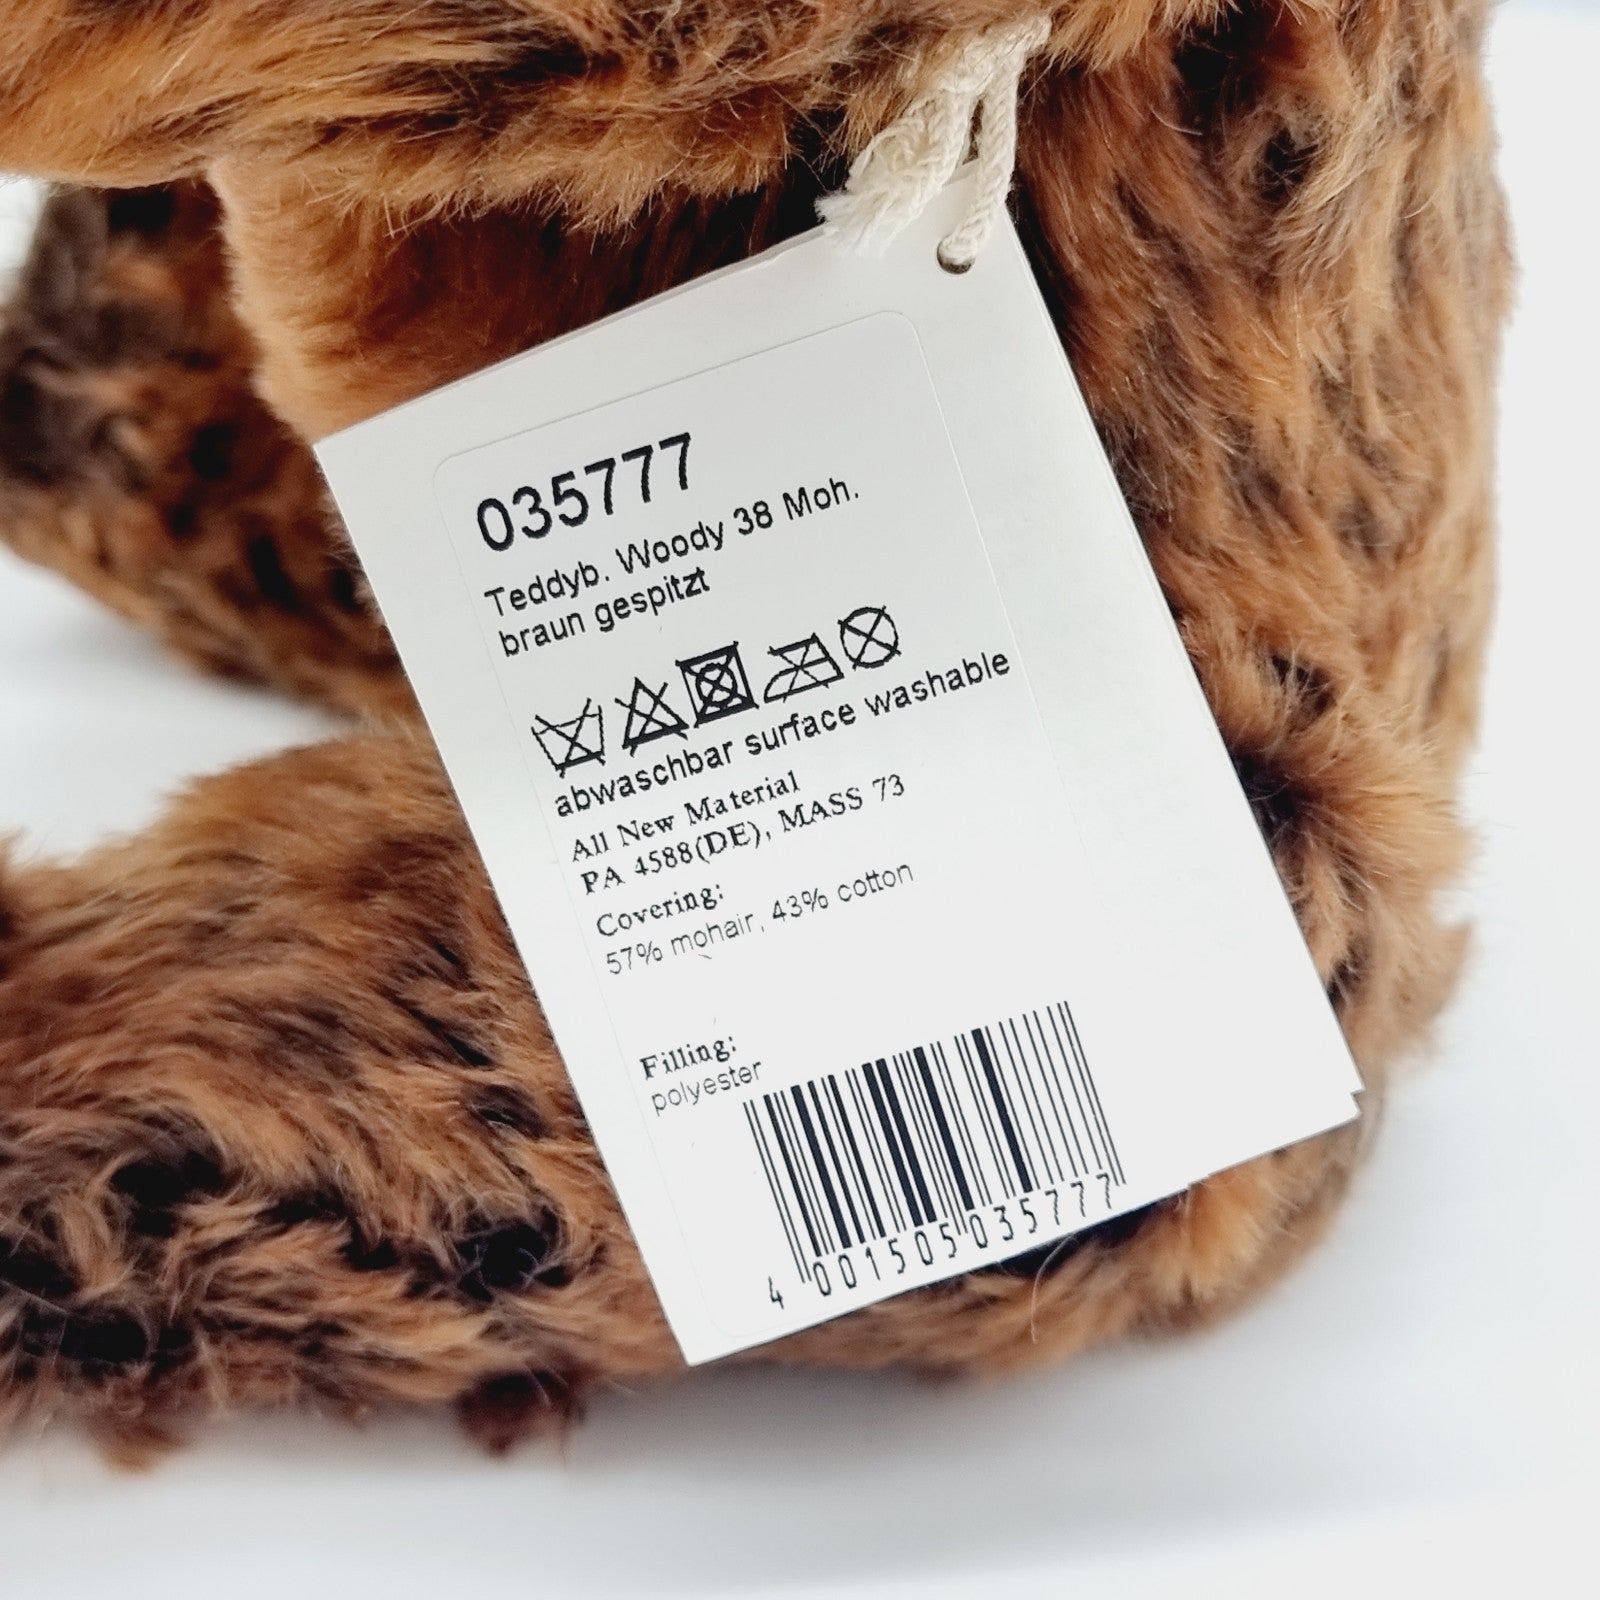 035777
Teddyb. Woody 38 Moh.
braun gespitzt
abwaschbar surface washable
All New Material
PA 4588(DE), MASS 73
Covering:
57% mohair, 43% cotton
Filling:
polyester
4 001505 035777